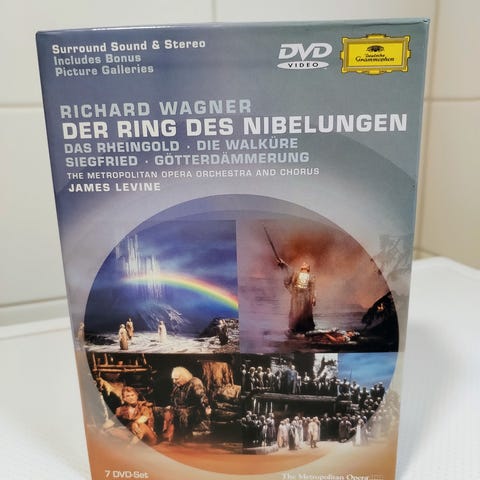 Surround Sound & Stereo
Includes Bonus
Picture Galleries
DVD
VIDEO
Deutsche
Grammophon
RICHARD WAGNER
DER RING DES NIBELUNGEN
DAS RHEINGOLD · DIE WALKÜRE
SIEGFRIED · GÖTTERDÄMMERUNG
THE METROPOLITAN OPERA ORCHESTRA AND CHORUS
JAMES LEVINE
7 DVD-Set
The Metropolitan Opera